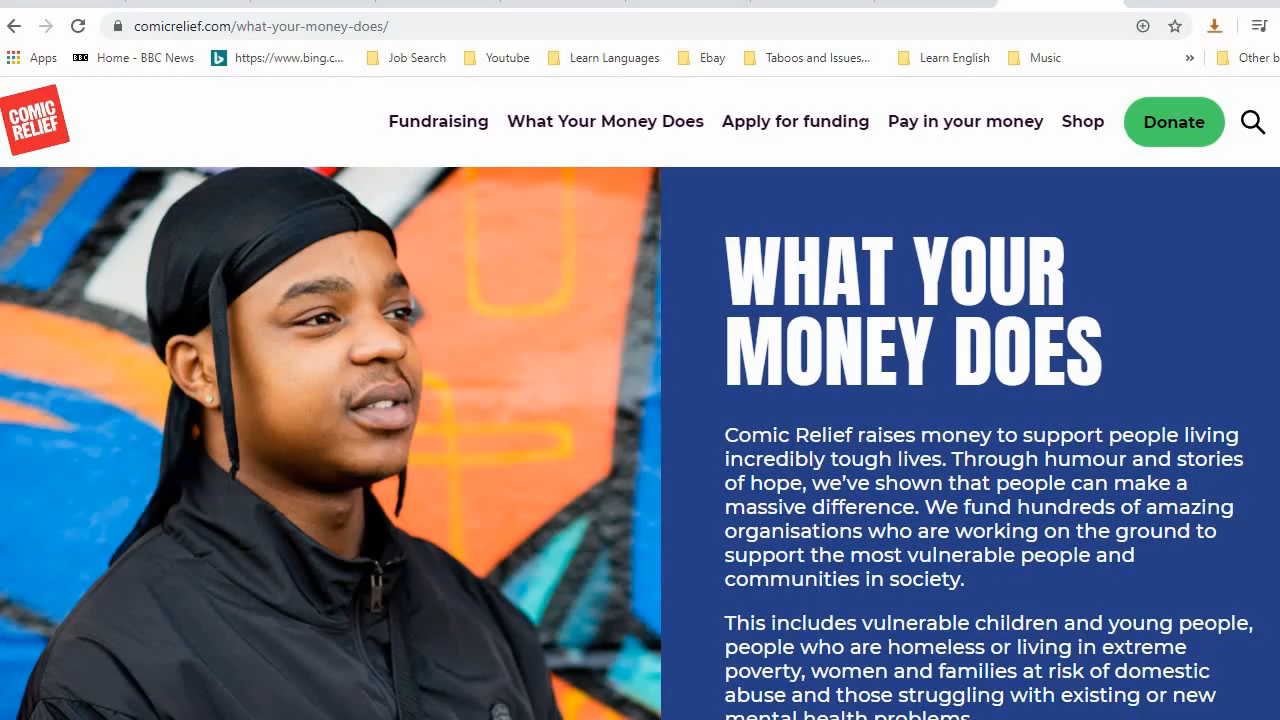 comicrelief.com/what-your-money-does/
Apps
BBC
Home - BBC News
https://www.bing.c...
Job Search
Youtube
Learn Languages
Ebay
Taboos and Issues...
Learn English
Music
»
Other b
COMIC
RELIEF
Fundraising
What Your Money Does
Apply for funding
Pay in your money
Shop
Donate
WHAT YOUR
MONEY DOES
Comic Relief raises money to support people living
incredibly tough lives. Through humour and stories
of hope, we’ve shown that people can make a
massive difference. We fund hundreds of amazing
organisations who are working on the ground to
support the most vulnerable people and
communities in society.
This includes vulnerable children and young people,
people who are homeless or living in extreme
poverty, women and families at risk of domestic
abuse and those struggling with existing or new
mental health problems.